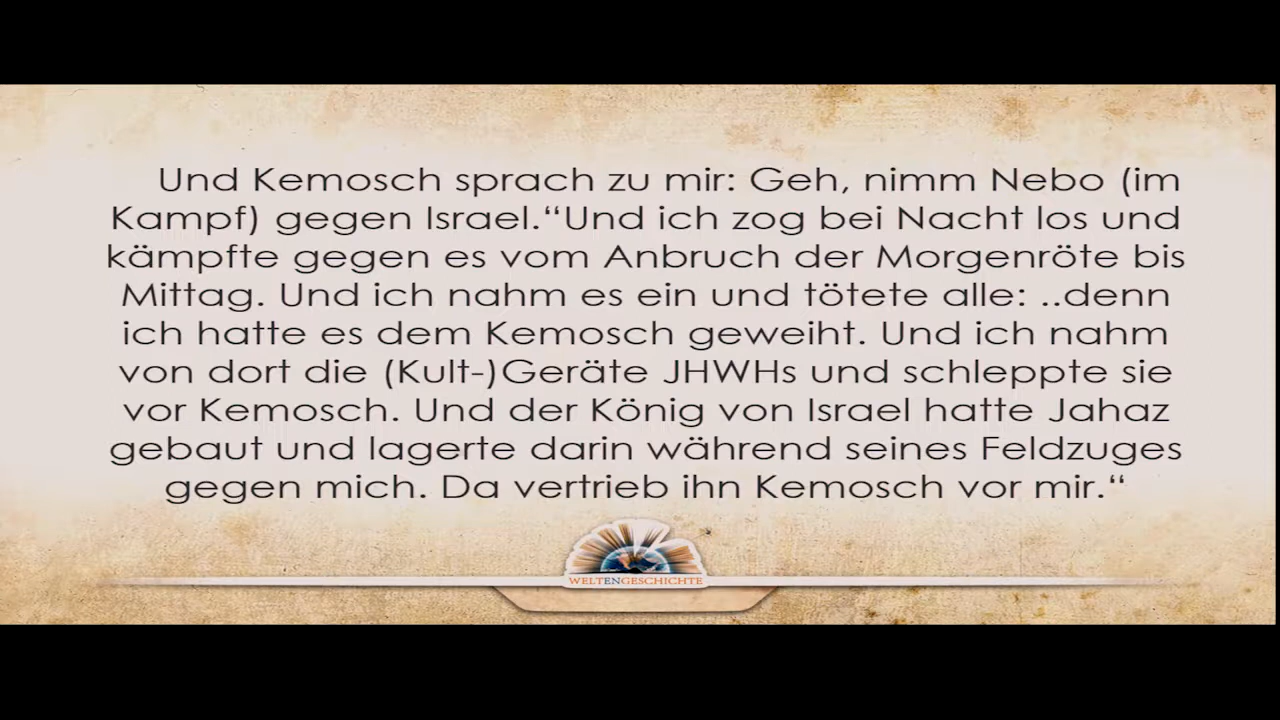 Und Kemosch sprach zu mir: Geh, nimm Nebo (im
Kampf) gegen Israel.“Und ich zog bei Nacht los und
kämpfte gegen es vom Anbruch der Morgenröte bis
Mittag. Und ich nahm es ein und tötete alle: ..denn
ich hatte es dem Kemosch geweiht. Und ich nahm
von dort die (Kult-)Geräte JHWHs und schleppte sie
vor Kemosch. Und der König von Israel hatte Jahaz
gebaut und lagerte darin während seines Feldzuges
gegen mich. Da vertrieb ihn Kemosch vor mir.“
WELTENGESCHICHTE